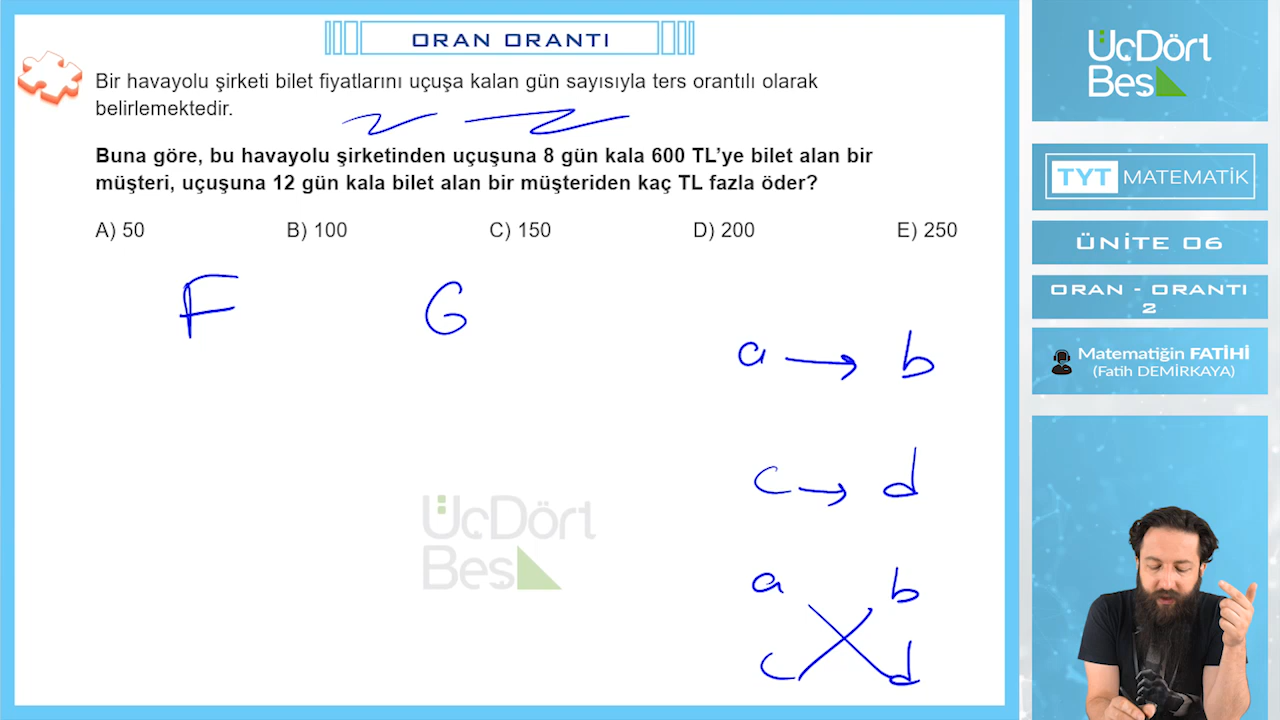 ORAN ORANTI
Bir havayolu şirketi bilet fiyatlarını uçuşa kalan gün sayısıyla ters orantılı olarak
belirlemektedir.
Buna göre, bu havayolu şirketinden uçuşuna 8 gün kala 600 TL'ye bilet alan bir
müşteri, uçuşuna 12 gün kala bilet alan bir müşteriden kaç TL fazla öder?
A) 50 B) 100 C) 150 D) 200 E) 250
F G
a → b
c → d
a b
c d
ÜçDört
Beş
ÜçDört
Beş
TYT MATEMATİK
ÜNİTE 06
ORAN - ORANTI
2
Matematiğin FATİHİ
(Fatih DEMİRKAYA)